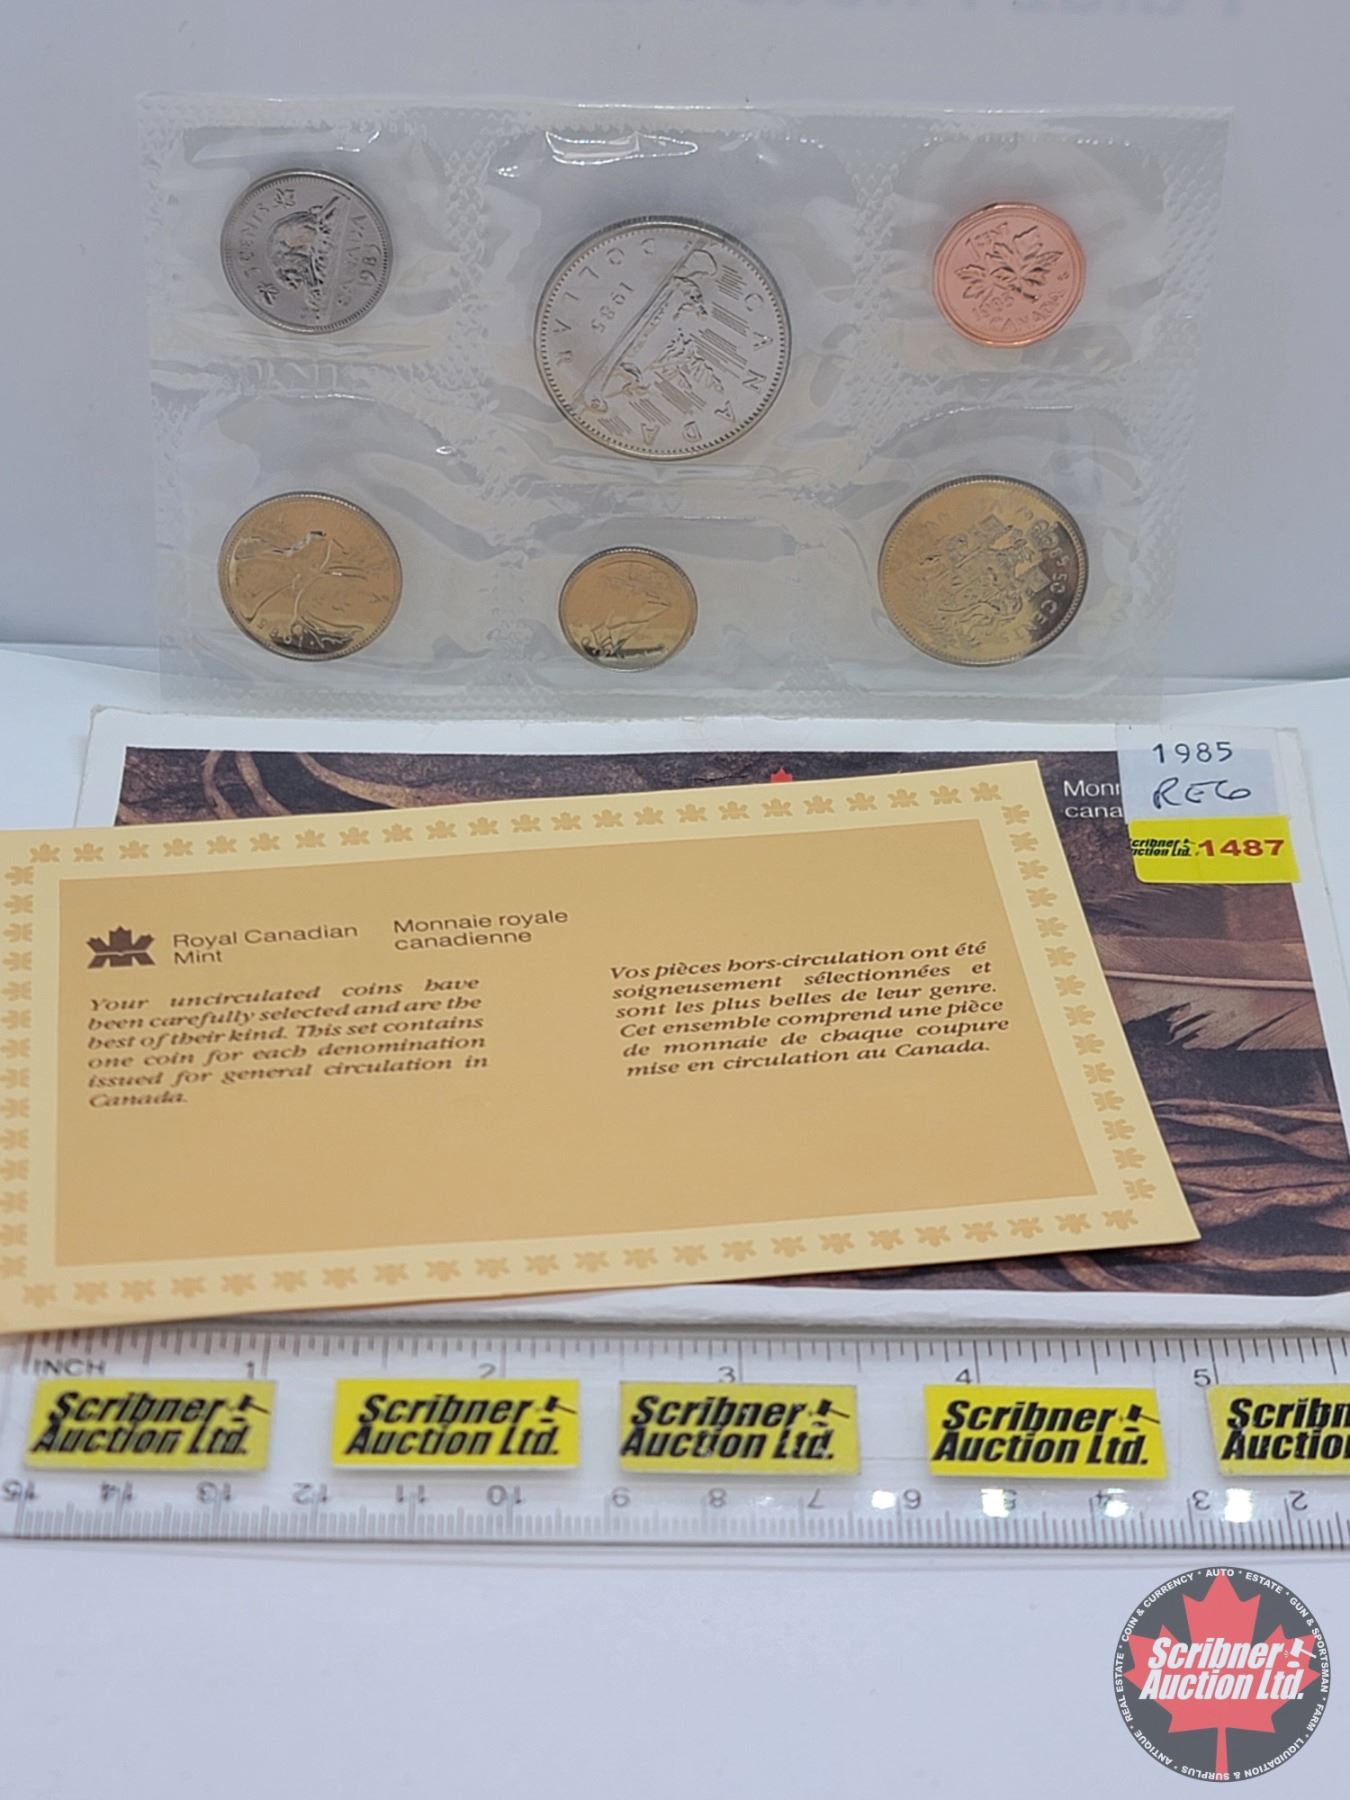 5 CENTS CANADA 1985
CANADA DOLLAR 1985
CANADA
50 CENTS
1985
REG
Scribner Auction Ltd. 1487
Royal Canadian
Mint
Monnaie royale
canadienne
Your uncirculated coins have
been carefully selected and are the
best of their kind. This set contains
one coin for each denomination
issued for general circulation in
Canada.
Vos pièces hors-circulation ont été
soigneusement sélectionnées et
sont les plus belles de leur genre.
Cet ensemble comprend une pièce
de monnaie de chaque coupure
mise en circulation au Canada.
INCH 1 2 3 4 5
Scribner
Auction Ltd.
Scribner
Auction Ltd.
Scribner
Auction Ltd.
Scribner
Auction Ltd.
15 14 13 12 11 10 9 8 7 6 5 4 3 2
ANTIQUE * REAL ESTATE * COIN & CURRENCY * AUTO * ESTATE * GUN & SPORTSMAN * FARM * LIQUIDATION & SURPLUS *
Scribner
Auction Ltd.